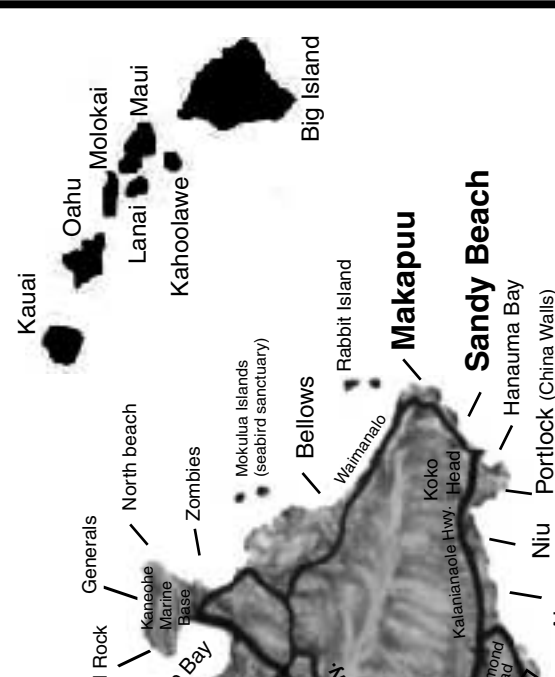 Kauai
Oahu
Molokai
Maui
Lanai
Kahoolawe
Big Island
Rock
Generals
North beach
Zombies
Kaneohe
Marine
Base
Bay
Mokulua Islands
(seabird sanctuary)
Bellows
Rabbit Island
Waimanalo
Makapuu
Sandy Beach
Koko
Head
Kalanianaole Hwy.
Hanauma Bay
Portlock (China Walls)
Niu